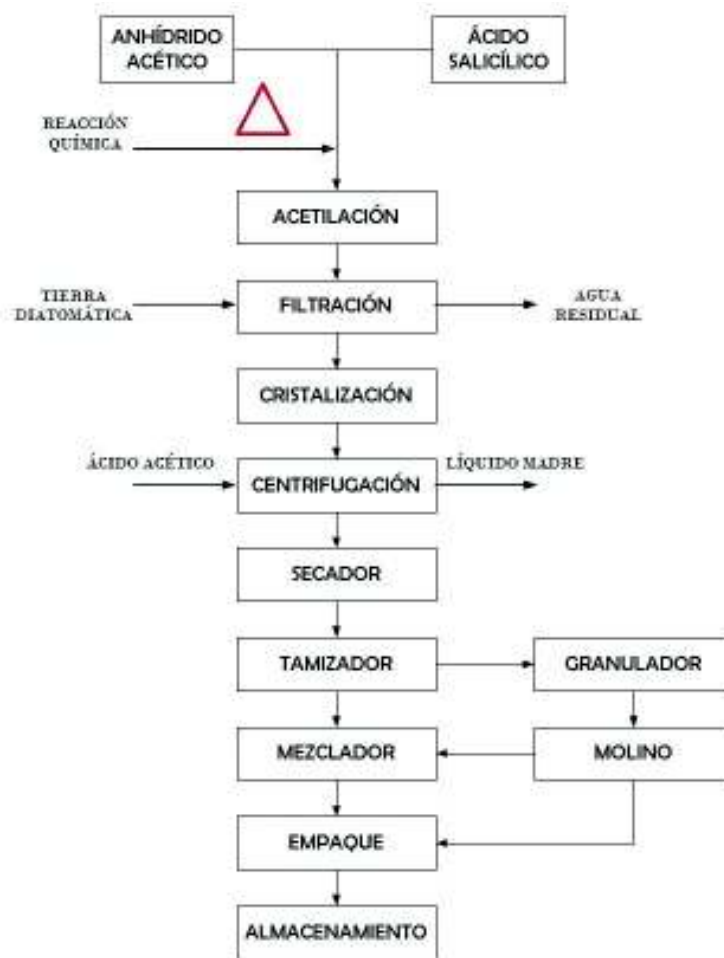 ANHÍDRIDO
ACÉTICO
ÁCIDO
SALICÍLICO
REACCIÓN
QUÍMICA
ACETILACIÓN
TIERRA
DIATOMÁTICA
FILTRACIÓN
AGUA
RESIDUAL
CRISTALIZACIÓN
ÁCIDO ACÉTICO
CENTRIFUGACIÓN
LÍQUIDO MADRE
SECADOR
TAMIZADOR
GRANULADOR
MEZCLADOR
MOLINO
EMPAQUE
ALMACENAMIENTO